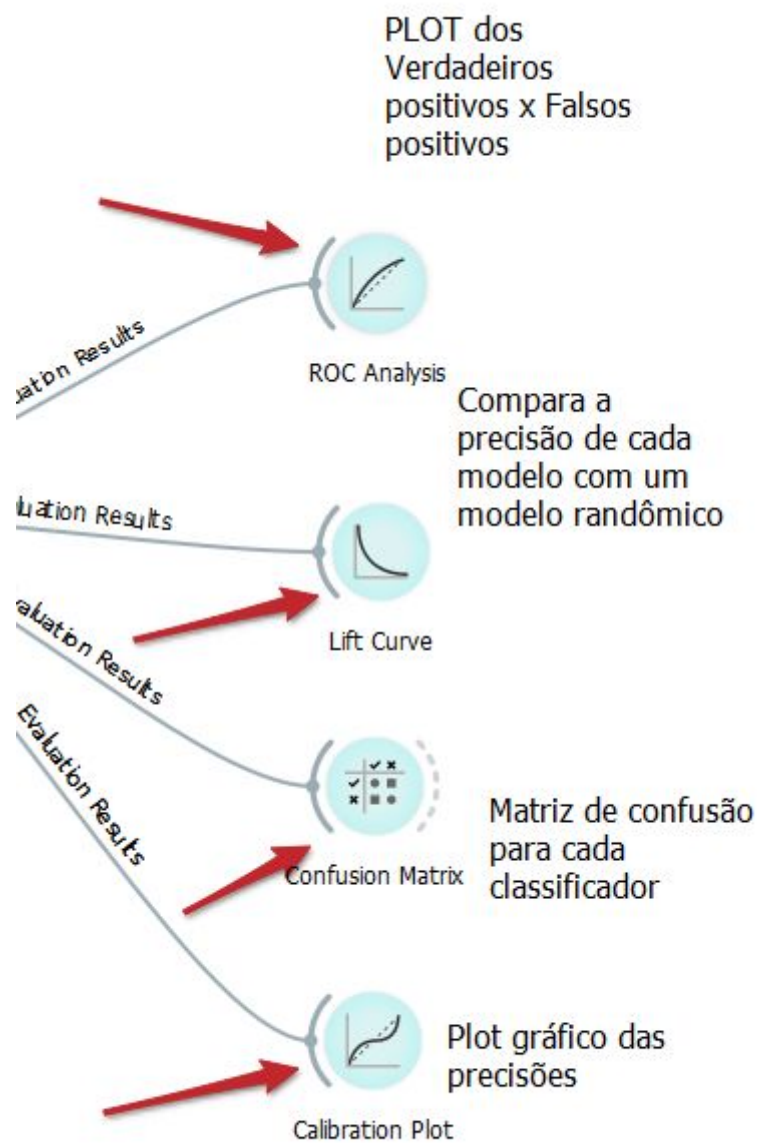 PLOT dos
Verdadeiros
positivos x Falsos
positivos
uation Results
ROC Analysis
Compara a
precisão de cada
modelo com um
modelo randômico
luation Results
Lift Curve
valuation Results
Evaluation Results
Matriz de confusão
para cada
classificador
Confusion Matrix
Plot gráfico das
precisões
Calibration Plot